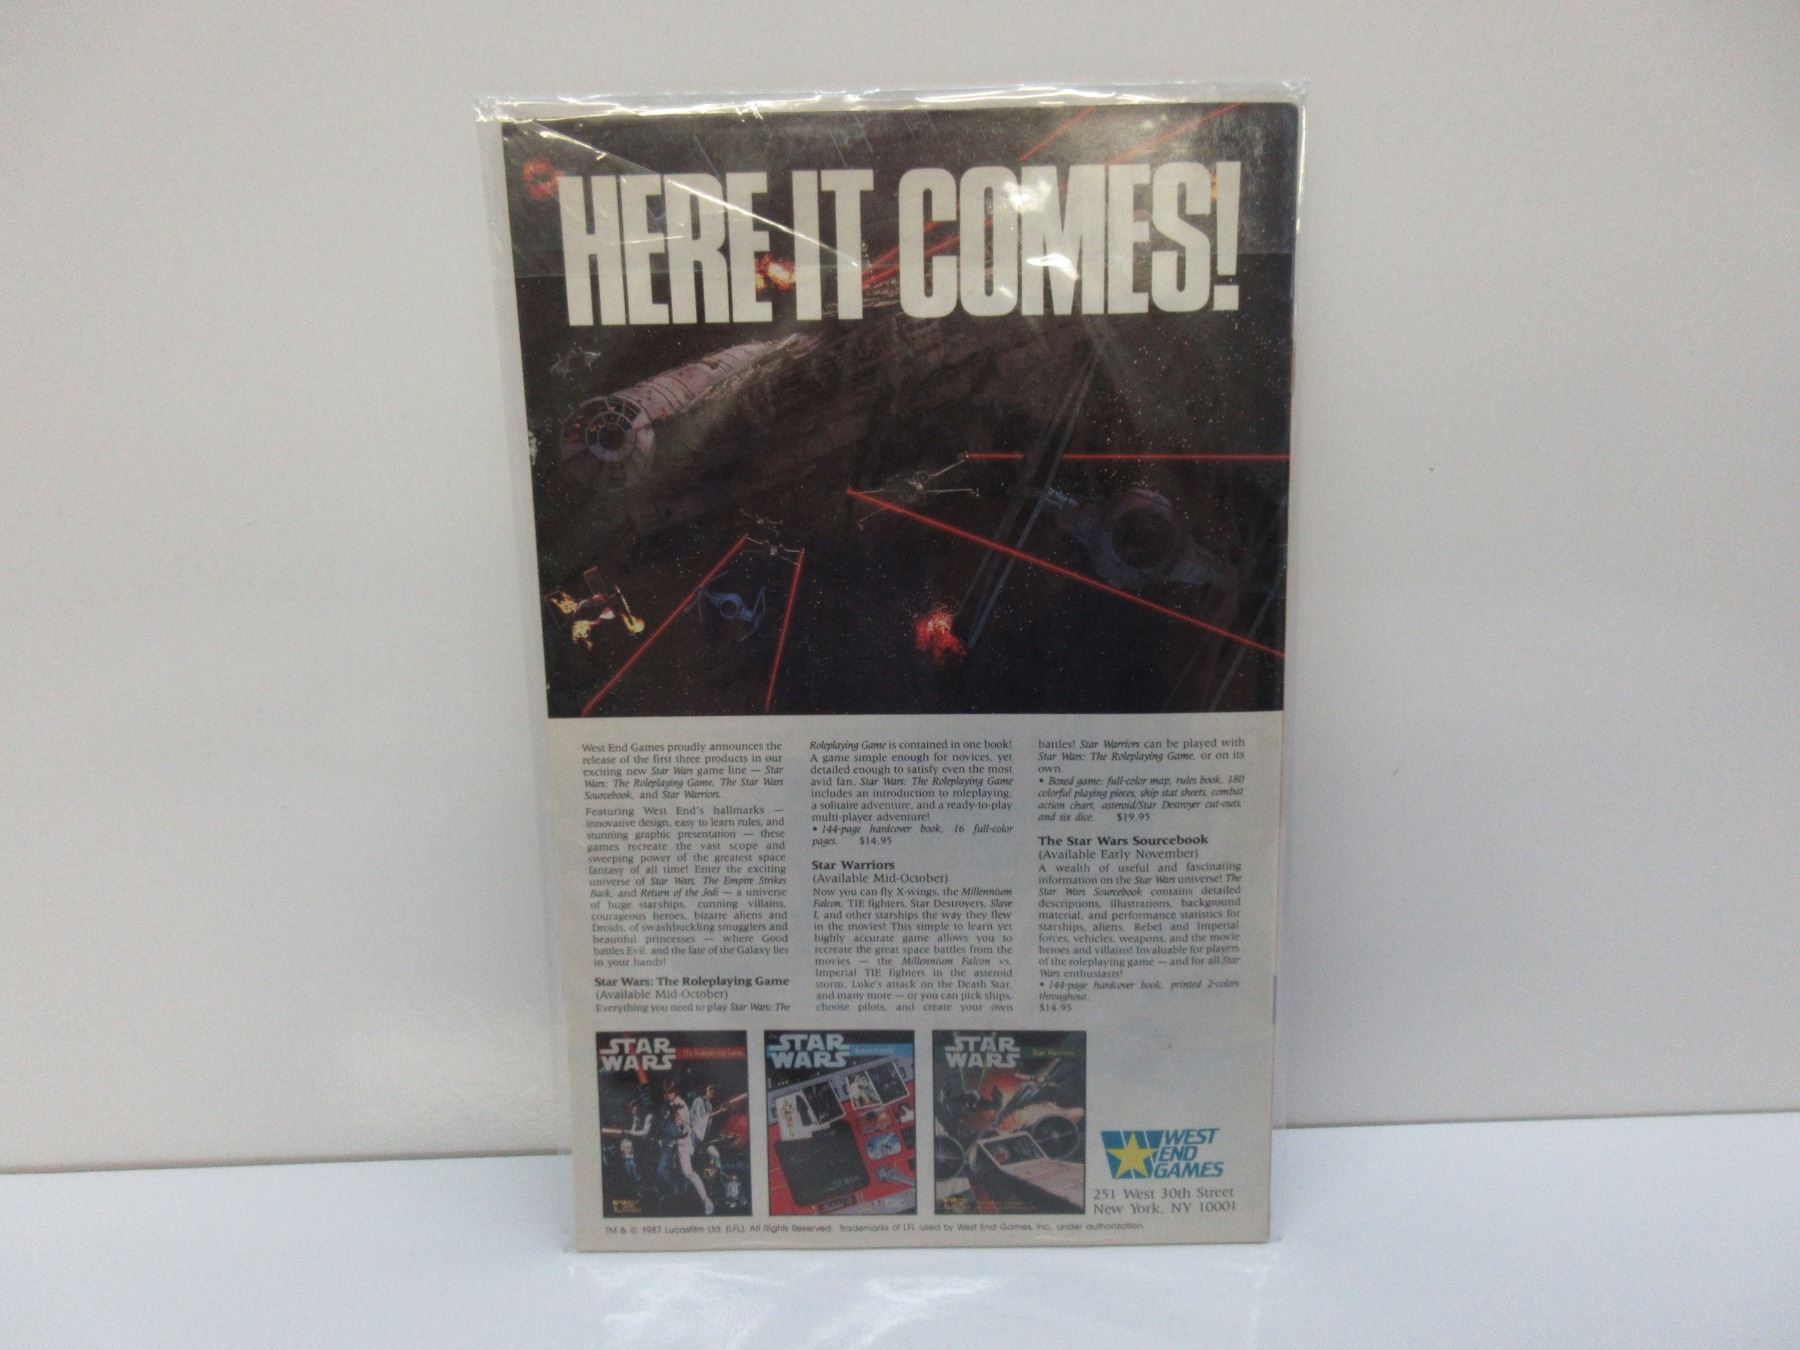 HERE IT COMES!
West End Games proudly announces the
release of the first three products in our
exciting new Star Wars game line — Star
Wars: The Roleplaying Game, The Star Wars
Sourcebook, and Star Warriors.
Featuring West End's hallmarks —
innovative design, easy to learn rules, and
stunning graphic presentation — these
games recreate the vast scope and
sweeping power of the greatest space
fantasy of all time! Enter the exciting
universe of Star Wars, The Empire Strikes
Back, and Return of the Jedi — a universe
of huge starships, cunning villains,
courageous heroes, bizarre aliens and
Droids, of swashbuckling smugglers and
beautiful princesses — where Good
battles Evil, and the fate of the Galaxy lies
in your hands!
Star Wars: The Roleplaying Game
(Available Mid-October)
Everything you need to play Star Wars: The
Roleplaying Game is contained in one book!
A game simple enough for novices, yet
detailed enough to satisfy even the most
avid fan, Star Wars: The Roleplaying Game
includes an introduction to roleplaying,
a solitaire adventure, and a ready-to-play
multi-player adventure!
• 144-page hardcover book, 16 full-color
pages. $14.95
Star Warriors
(Available Mid-October)
Now you can fly X-wings, the Millennium
Falcon, TIE fighters, Star Destroyers, Slave
I, and other starships the way they flew
in the movies! This simple to learn yet
highly accurate game allows you to
recreate the great space battles from the
movies — the Millennium Falcon vs.
Imperial TIE fighters in the asteroid
storm, Luke's attack on the Death Star,
and many more — or you can pick ships,
choose pilots, and create your own
battles! Star Warriors can be played with
Star Wars: The Roleplaying Game, or on its
own.
• Boxed game: full-color map, rules book, 180
colorful playing pieces, ship stat sheets, combat
action chart, asteroid/Star Destroyer cut-outs,
and six dice. $19.95
The Star Wars Sourcebook
(Available Early November)
A wealth of useful and fascinating
information on the Star Wars universe! The
Star Wars Sourcebook contains detailed
descriptions, illustrations, background
material, and performance statistics for
starships, aliens, Rebel and Imperial
forces, vehicles, weapons, and the movie
heroes and villains! Invaluable for players
of the roleplaying game — and for all Star
Wars enthusiasts!
• 144-page hardcover book, printed 2-colors
throughout.
$14.95
STAR WARS The Roleplaying Game
STAR WARS Sourcebook
STAR WARS Star Warriors
WEST
END
GAMES
251 West 30th Street
New York, NY 10001
TM & © 1987 Lucasfilm Ltd. (LFL). All Rights Reserved. Trademarks of LFL used by West End Games, Inc., under authorization.